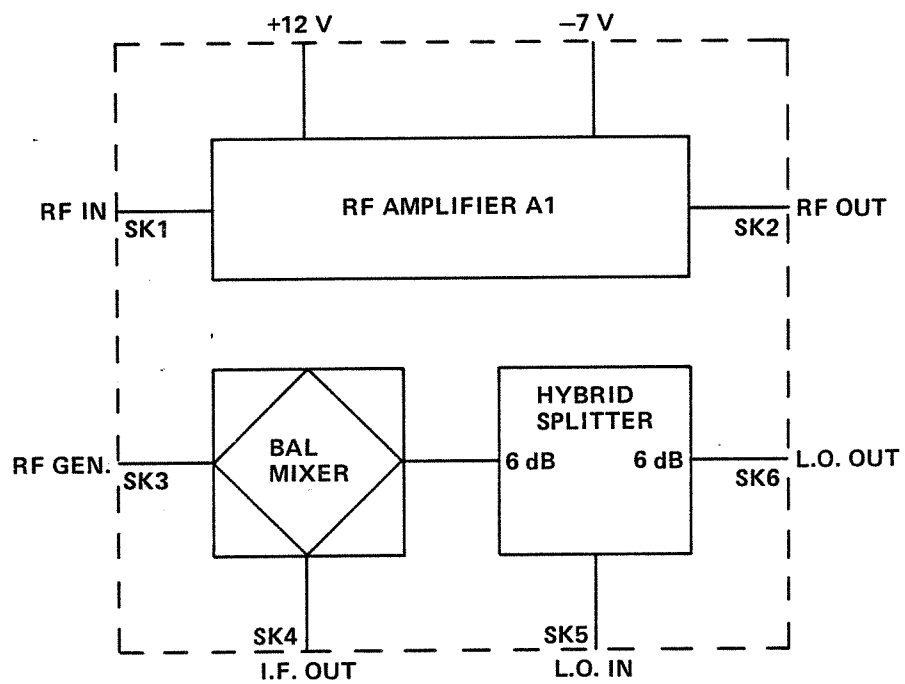 +12 V
–7 V
RF IN
SK1
RF AMPLIFIER A1
SK2
RF OUT
RF GEN.
SK3
BAL
MIXER
HYBRID
SPLITTER
6 dB
6 dB
SK6
L.O. OUT
SK4
I.F. OUT
SK5
L.O. IN